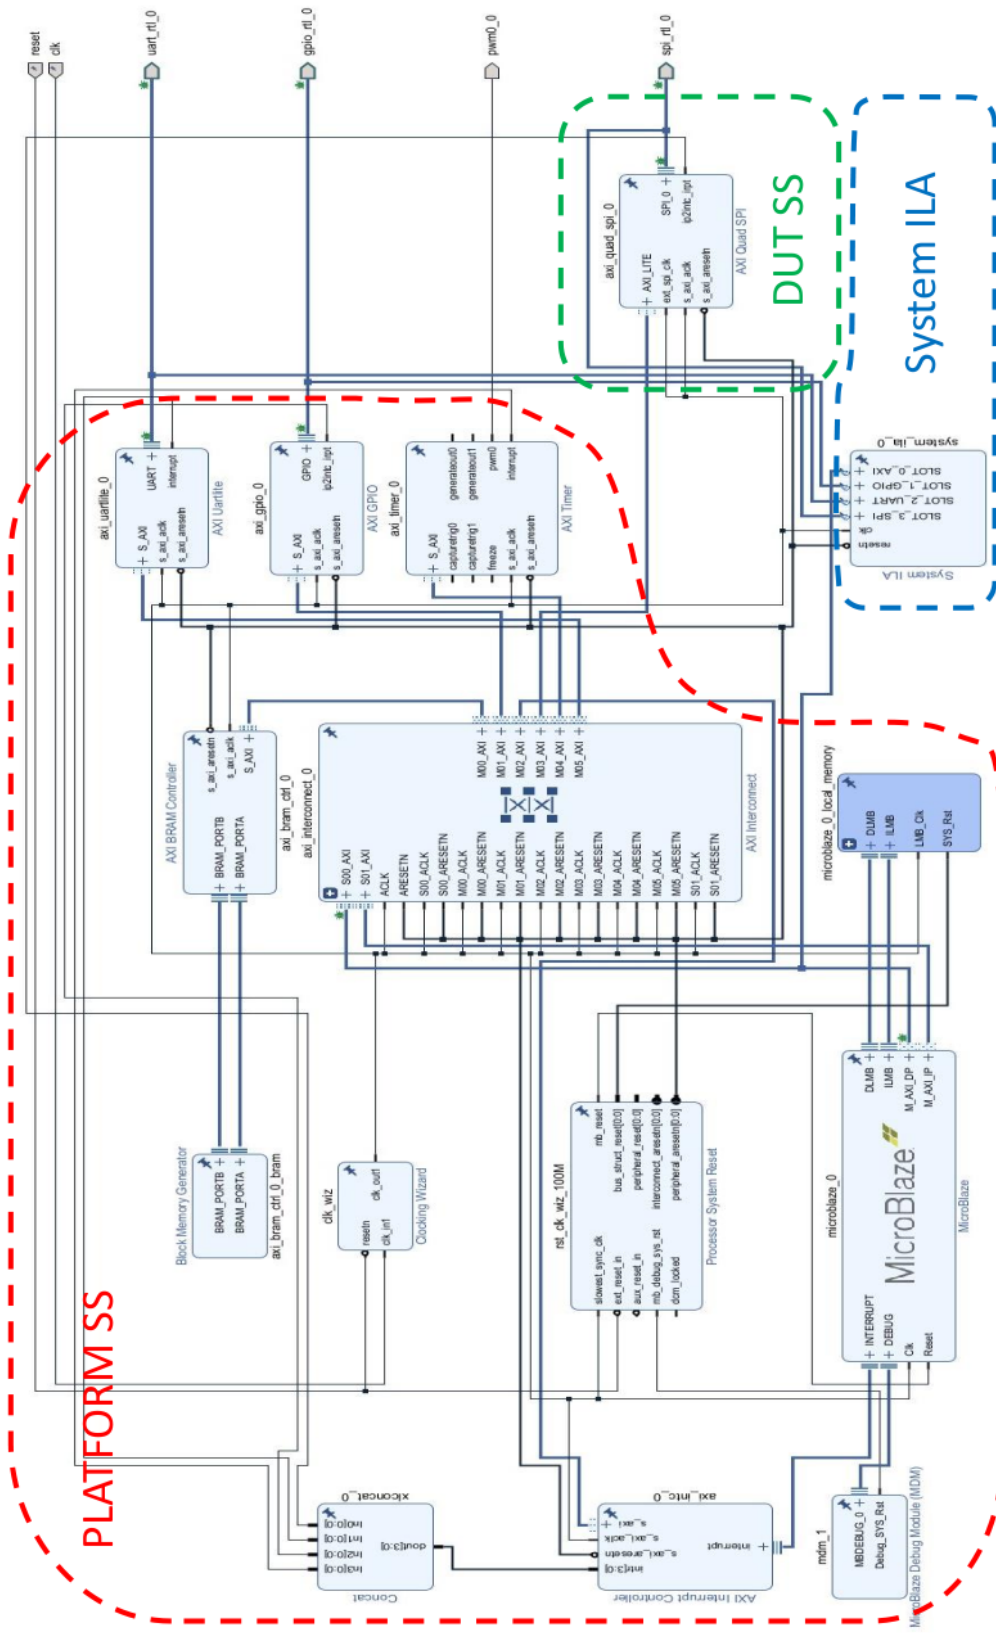 reset
clk
uart_rtl_0
gpio_rtl_0
pwm0_0
spi_rtl_0
PLATFORM SS
DUT SS
System ILA
axi_uartlite_0
S_AXI
s_axi_aclk
s_axi_aresetn
UART
interrupt
AXI Uartlite
axi_gpio_0
S_AXI
s_axi_aclk
s_axi_aresetn
GPIO
ip2intc_irpt
AXI GPIO
axi_timer_0
S_AXI
capturetrig0
capturetrig1
freeze
s_axi_aclk
s_axi_aresetn
generateout0
generateout1
pwm0
interrupt
AXI Timer
axi_quad_spi_0
AXI_LITE
ext_spi_clk
s_axi_aclk
s_axi_aresetn
SPI_0
ip2intc_irpt
AXI Quad SPI
system_ila_0
SLOT_0_AXI
SLOT_1_GPIO
SLOT_2_UART
SLOT_3_SPI
clk
resetn
System ILA
AXI BRAM Controller
BRAM_PORTB
BRAM_PORTA
s_axi_aresetn
s_axi_aclk
S_AXI
axi_bram_ctrl_0
axi_interconnect_0
S00_AXI
S01_AXI
ACLK
ARESETN
S00_ACLK
S00_ARESETN
M00_ACLK
M00_ARESETN
M01_ACLK
M01_ARESETN
M02_ACLK
M02_ARESETN
M03_ACLK
M03_ARESETN
M04_ACLK
M04_ARESETN
M05_ACLK
M05_ARESETN
S01_ACLK
S01_ARESETN
M00_AXI
M01_AXI
M02_AXI
M03_AXI
M04_AXI
M05_AXI
AXI Interconnect
microblaze_0_local_memory
DLMB
ILMB
LMB_Clk
SYS_Rst
Block Memory Generator
BRAM_PORTB
BRAM_PORTA
axi_bram_ctrl_0_bram
clk_wiz
resetn
clk_in1
clk_out1
Clocking Wizard
rst_clk_wiz_100M
slowest_sync_clk
ext_reset_in
aux_reset_in
mb_debug_sys_rst
dcm_locked
mb_reset
bus_struct_reset[0:0]
peripheral_reset[0:0]
interconnect_aresetn[0:0]
peripheral_aresetn[0:0]
Processor System Reset
microblaze_0
INTERRUPT
DEBUG
Clk
Reset
MicroBlaze
DLMB
ILMB
M_AXI_DP
M_AXI_IP
MicroBlaze
xlconcat_0
In0[0:0]
In1[0:0]
In2[0:0]
In3[0:0]
dout[3:0]
Concat
axi_intc_0
s_axi
s_axi_aclk
s_axi_aresetn
intr[3:0]
interrupt
AXI Interrupt Controller
mdm_1
MBDEBUG_0
Debug_SYS_Rst
MicroBlaze Debug Module (MDM)